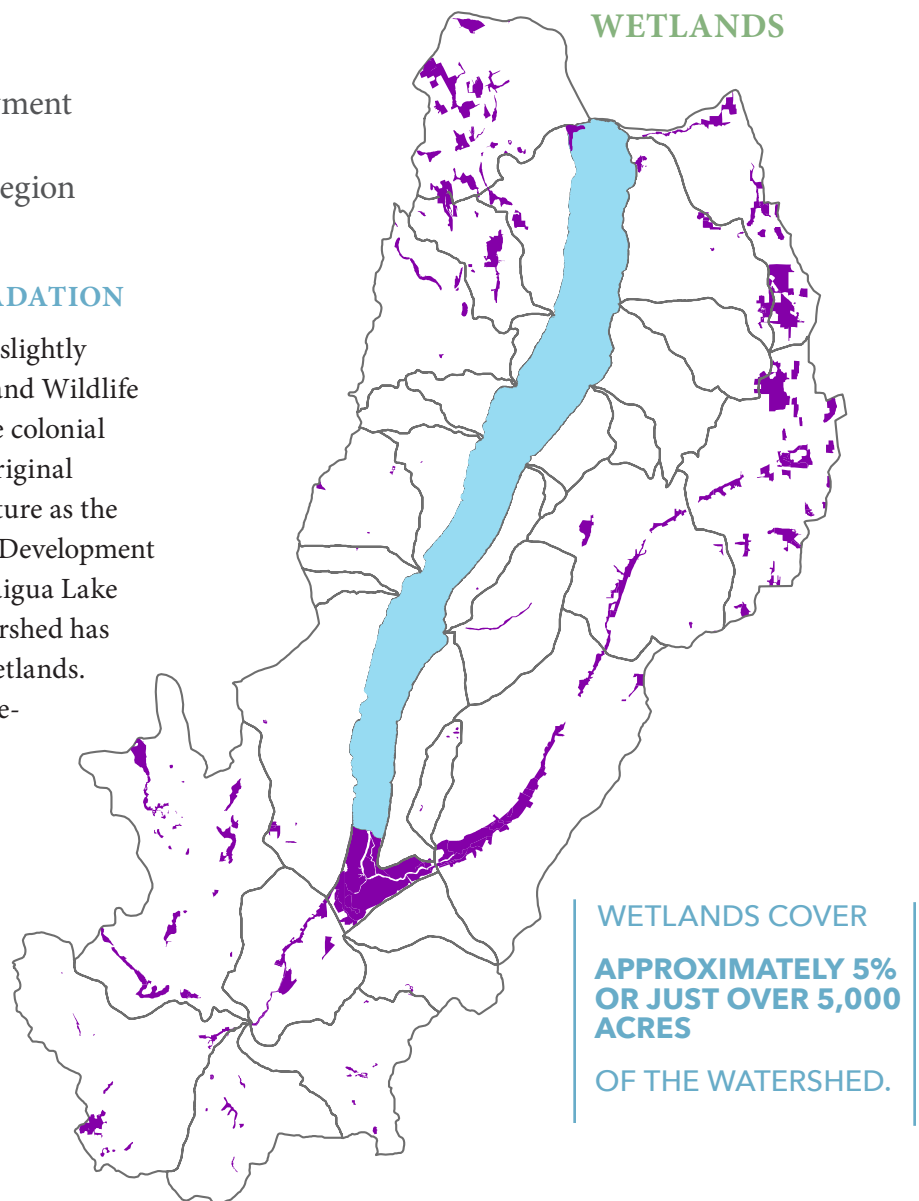 WETLANDS
ment
egion
ADATION
slightly
and Wildlife
e colonial
riginal
ture as the
Development
aigua Lake
rshed has
etlands.
e-
WETLANDS COVER
APPROXIMATELY 5%
OR JUST OVER 5,000
ACRES
OF THE WATERSHED.